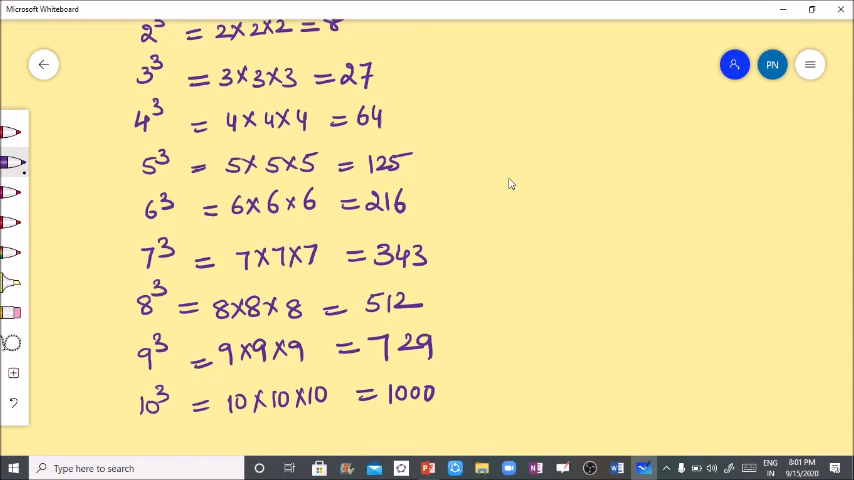 Microsoft Whiteboard
2³ = 2×2×2 = 8
3³ = 3×3×3 = 27
PN
4³ = 4×4×4 = 64
5³ = 5×5×5 = 125
6³ = 6×6×6 = 216
7³ = 7×7×7 = 343
8³ = 8×8×8 = 512
9³ = 9×9×9 = 729
10³ = 10×10×10 = 1000
Type here to search
ENG
IN
8:01 PM
9/15/2020